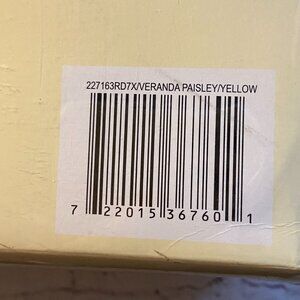 227163RD7X/VERANDA PAISLEY/YELLOW
7 22015 36760 1